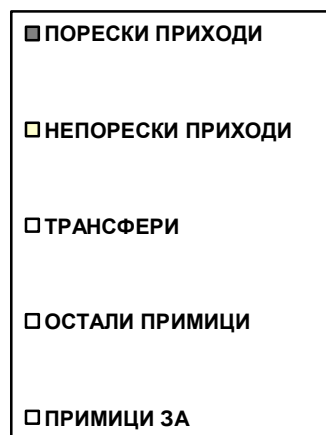 ПОРЕСКИ ПРИХОДИ
НЕПОРЕСКИ ПРИХОДИ
ТРАНСФЕРИ
ОСТАЛИ ПРИМИЦИ
ПРИМИЦИ ЗА